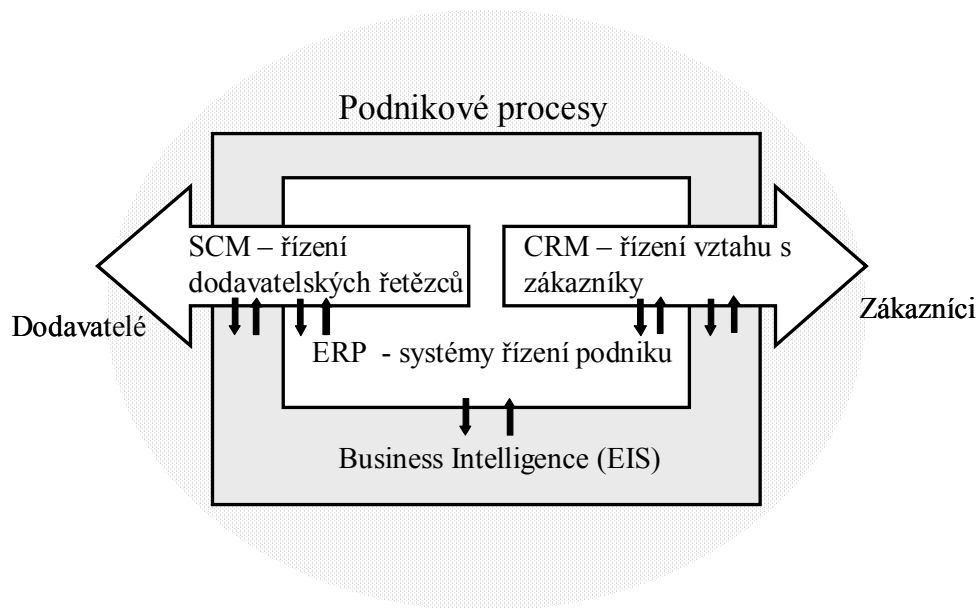 Podnikové procesy
SCM – řízení
dodavatelských řetězců
CRM – řízení vztahu s
zákazníky
Dodavatelé
Zákazníci
ERP - systémy řízení podniku
Business Intelligence (EIS)